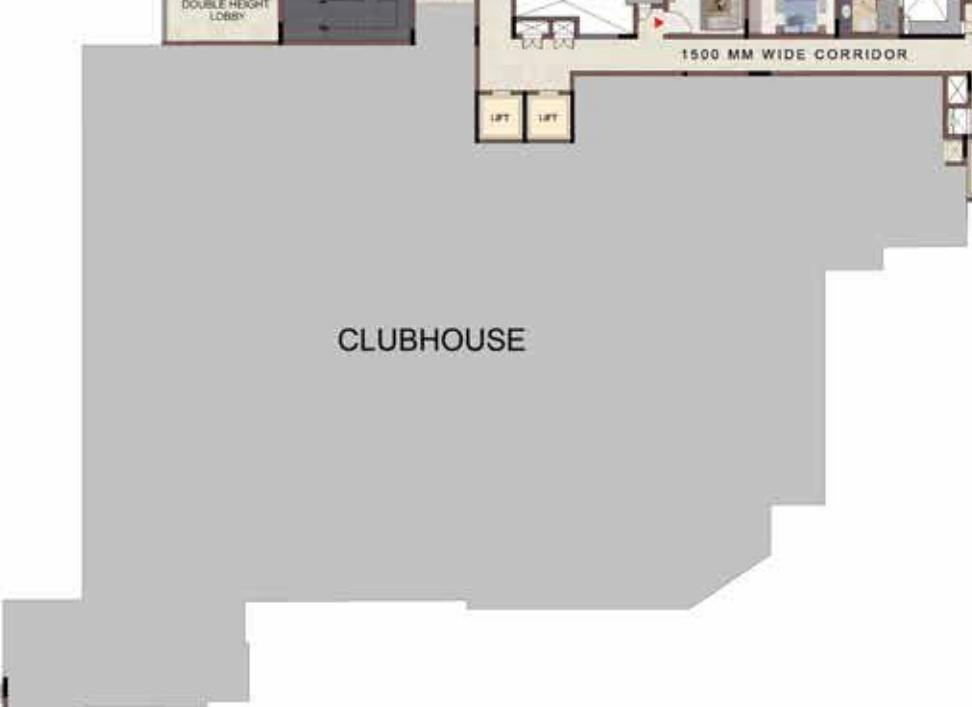 DOUBLE HEIGHT
LOBBY
1500 MM WIDE CORRIDOR
LIFT LIFT
CLUBHOUSE